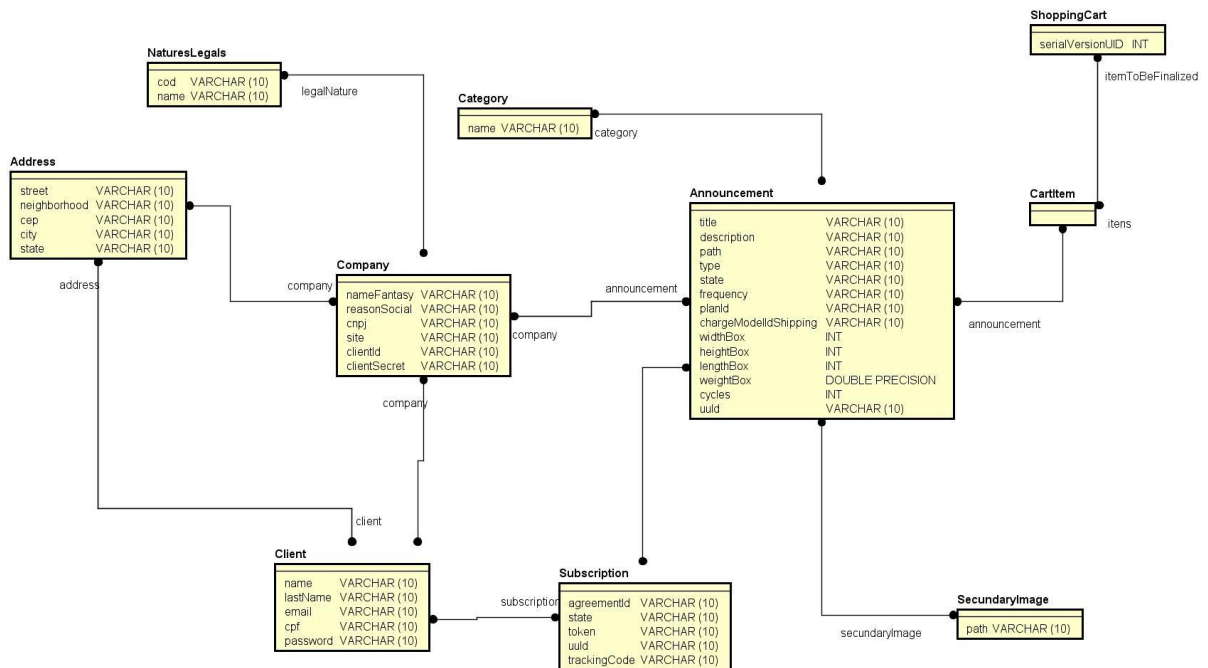 ShoppingCart
serialVersionUID INT
itemToBeFinalized
NaturesLegals
cod VARCHAR (10)
name VARCHAR (10)
legalNature
Category
name VARCHAR (10)
category
Address
street VARCHAR (10)
neighborhood VARCHAR (10)
cep VARCHAR (10)
city VARCHAR (10)
state VARCHAR (10)
address
Announcement
title VARCHAR (10)
description VARCHAR (10)
path VARCHAR (10)
type VARCHAR (10)
state VARCHAR (10)
frequency VARCHAR (10)
planId VARCHAR (10)
chargeModelIdShipping VARCHAR (10)
widthBox INT
heightBox INT
lengthBox INT
weightBox DOUBLE PRECISION
cycles INT
uuId VARCHAR (10)
CartItem
itens
announcement
Company
nameFantasy VARCHAR (10)
reasonSocial VARCHAR (10)
cnpj VARCHAR (10)
site VARCHAR (10)
clientId VARCHAR (10)
clientSecret VARCHAR (10)
company
announcement
company
company
client
Client
name VARCHAR (10)
lastName VARCHAR (10)
email VARCHAR (10)
cpf VARCHAR (10)
password VARCHAR (10)
subscription
Subscription
agreementId VARCHAR (10)
state VARCHAR (10)
token VARCHAR (10)
uuId VARCHAR (10)
trackingCode VARCHAR (10)
secundaryImage
SecundaryImage
path VARCHAR (10)